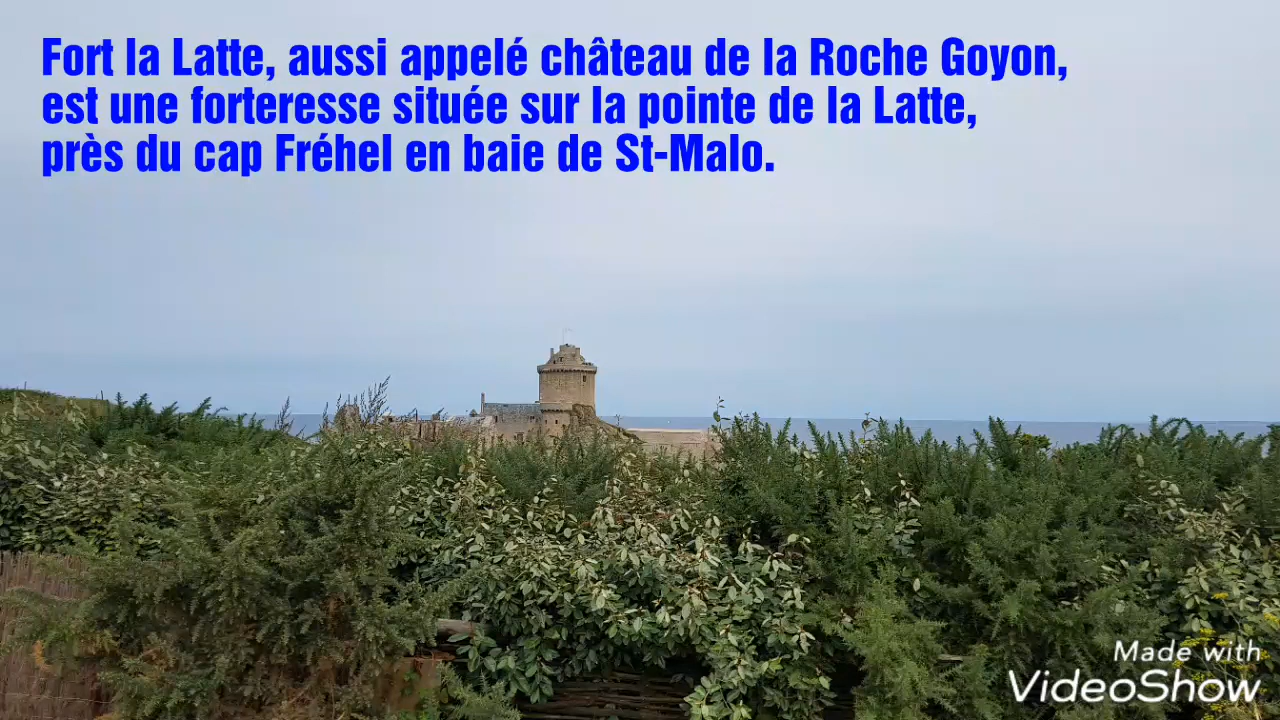 Fort la Latte, aussi appelé château de la Roche Goyon,
est une forteresse située sur la pointe de la Latte,
près du cap Fréhel en baie de St-Malo.
Made with
VideoShow